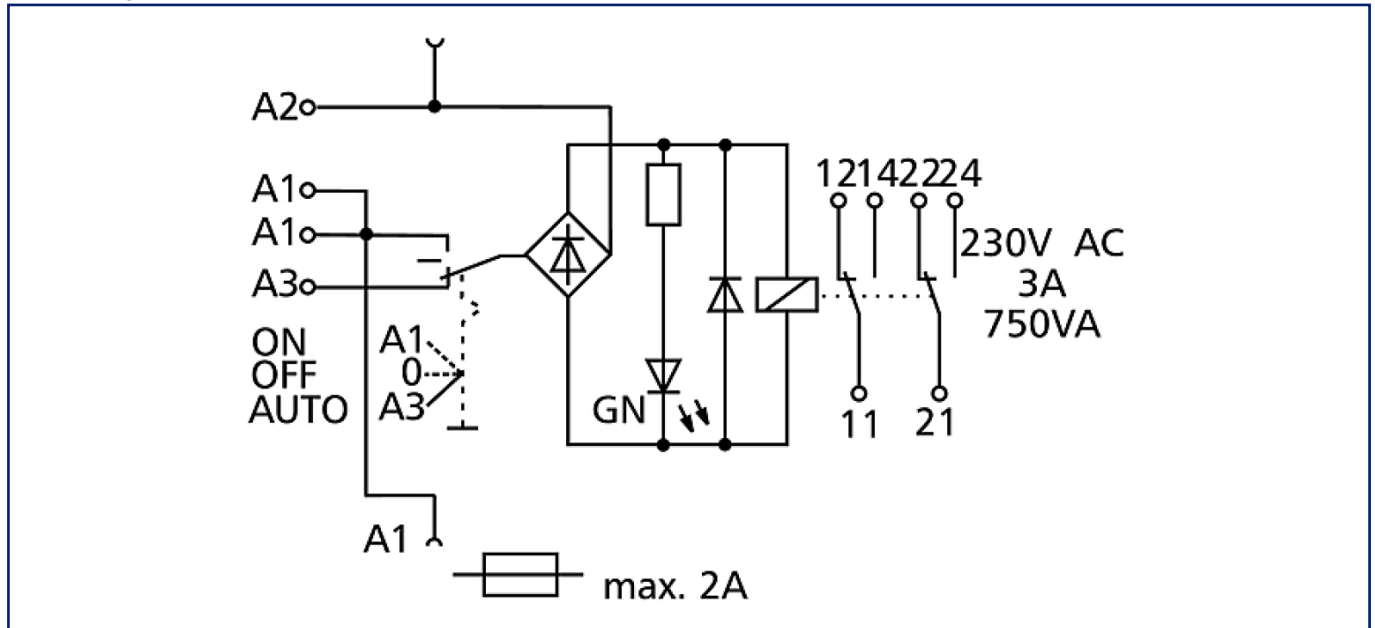 A2
A1
A1
A3
ON A1
OFF 0
AUTO A3
GN
12 14 22 24
230V AC
3A
750VA
11 21
A1
max. 2A